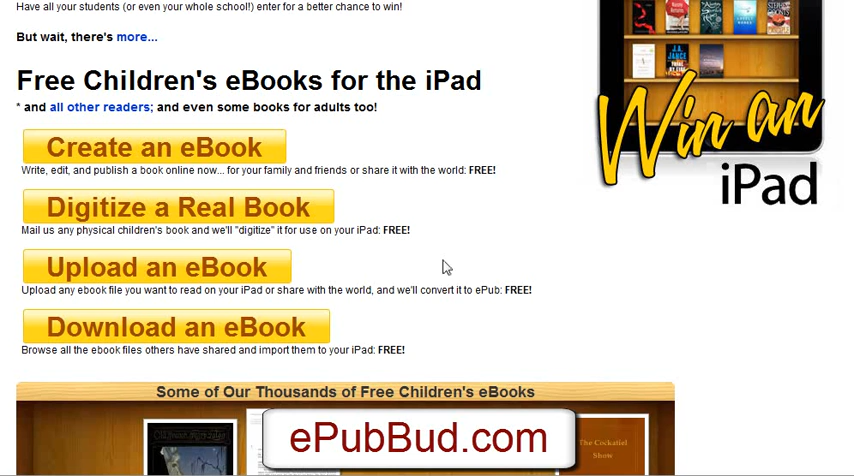 Have all your students (or even your whole school!) enter for a better chance to win!
But wait, there's more...
Free Children's eBooks for the iPad
* and all other readers; and even some books for adults too!
Create an eBook
Write, edit, and publish a book online now... for your family and friends or share it with the world: FREE!
Digitize a Real Book
Mail us any physical children's book and we'll "digitize" it for use on your iPad: FREE!
Upload an eBook
Upload any ebook file you want to read on your iPad or share with the world, and we'll convert it to ePub: FREE!
Download an eBook
Browse all the ebook files others have shared and import them to your iPad: FREE!
Win an
iPad
Some of Our Thousands of Free Children's eBooks
ePubBud.com
The Cockatiel
Show